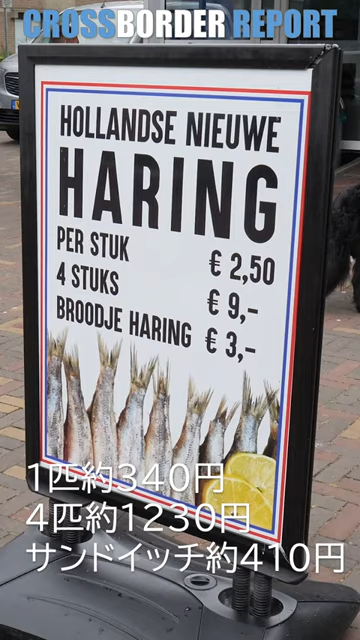 CROSSBORDER REPORT
HOLLANDSE NIEUWE
HARING
PER STUK € 2,50
4 STUKS € 9,-
BROODJE HARING € 3,-
1匹約340円
4匹約1230円
サンドイッチ約410円